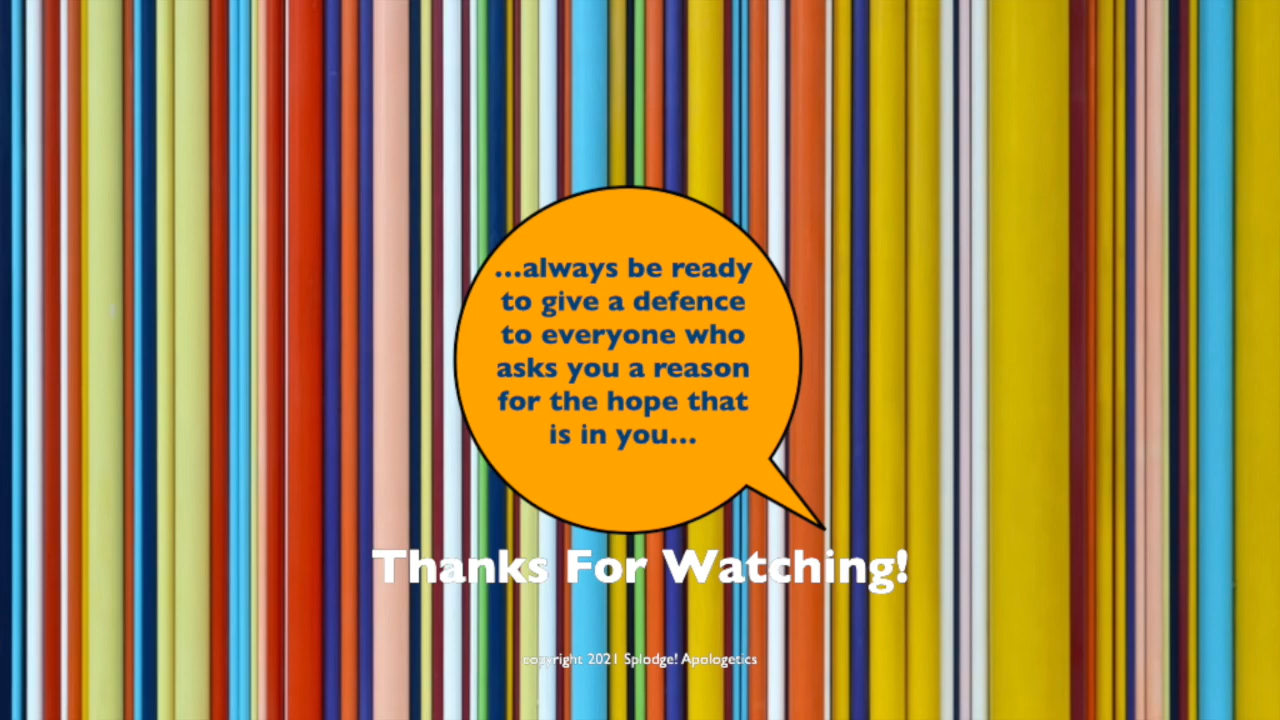 ...always be ready
to give a defence
to everyone who
asks you a reason
for the hope that
is in you...
Thanks For Watching!
copyright 2021 Splodge! Apologetics